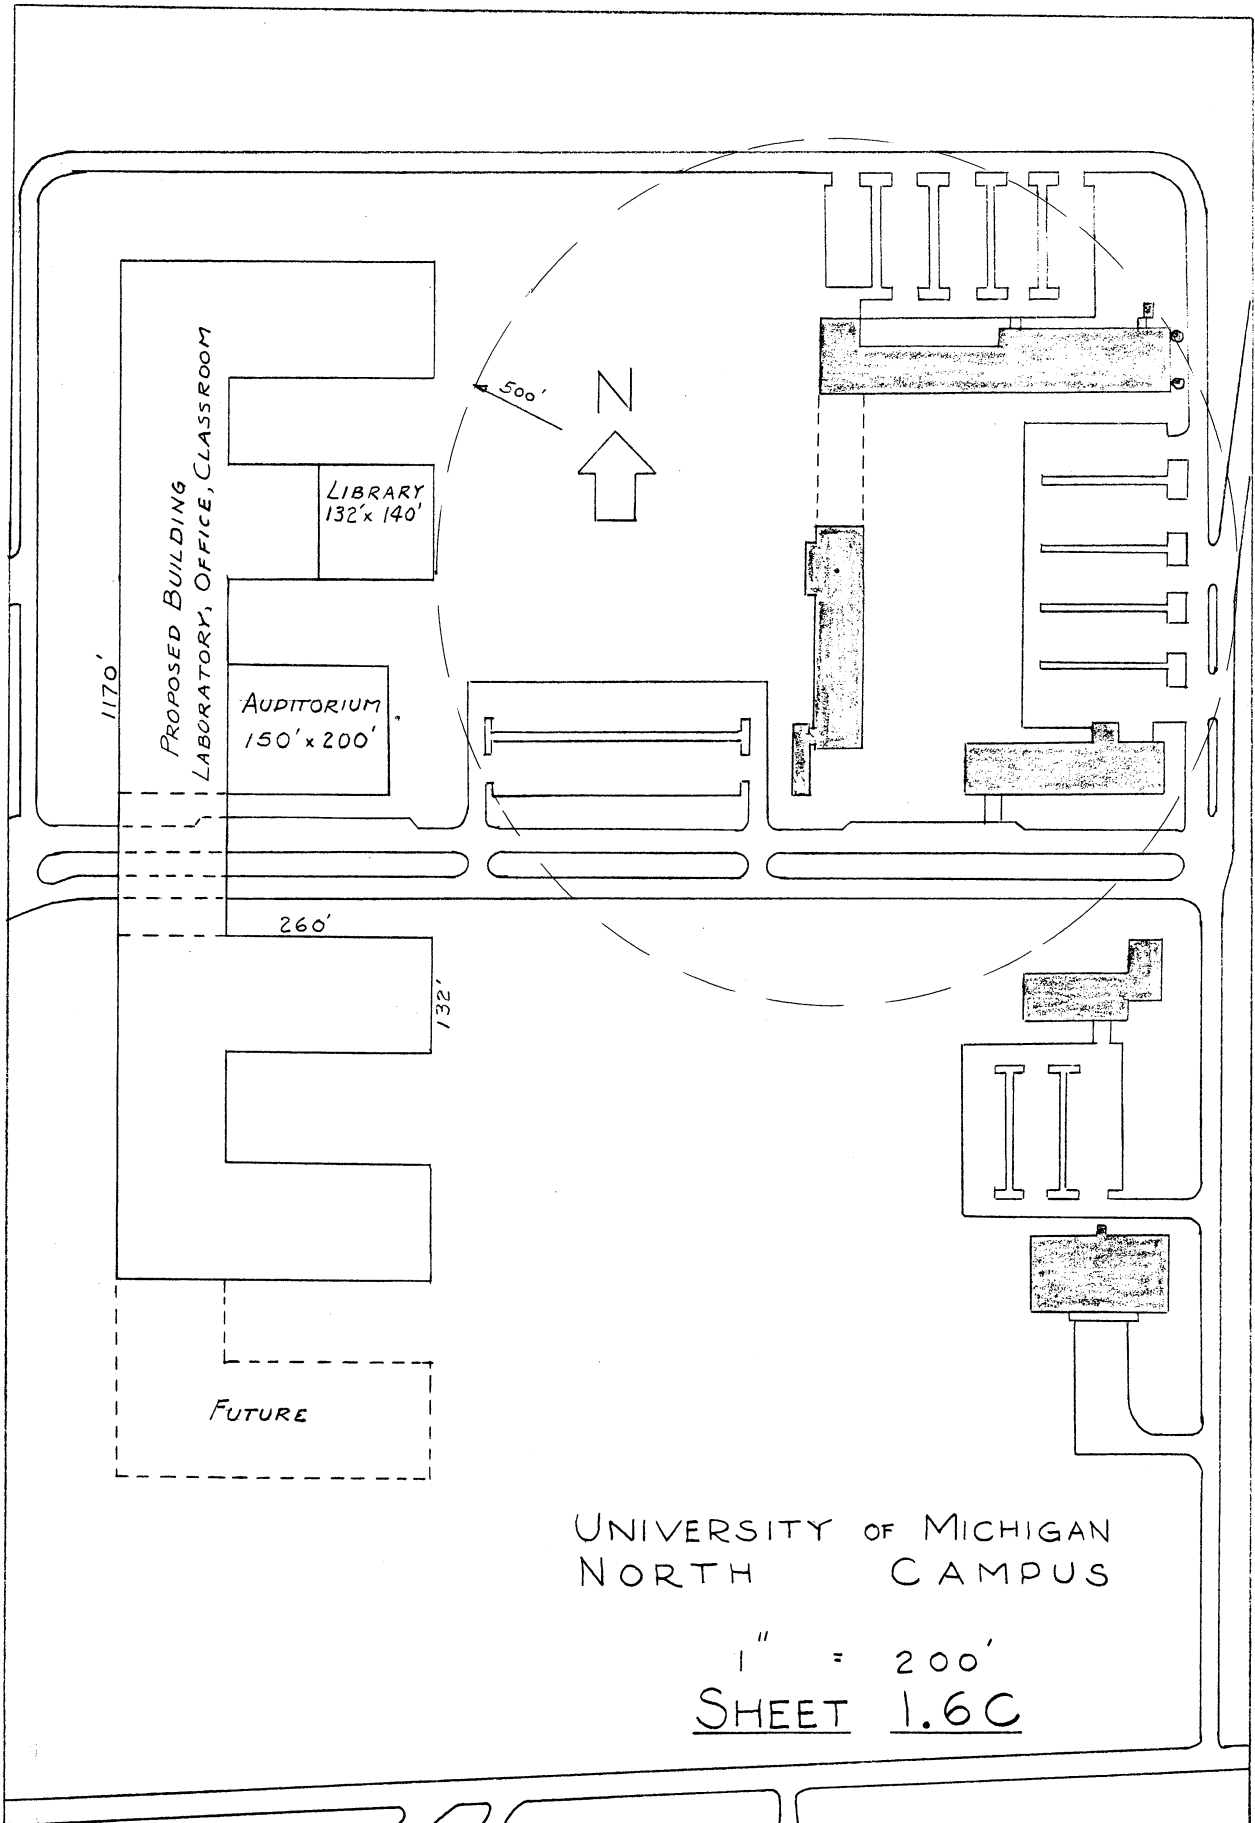 N
500'
PROPOSED BUILDING
LABORATORY, OFFICE, CLASSROOM
LIBRARY
132' x 140'
1170'
AUDITORIUM
150' x 200'
260'
132'
FUTURE
UNIVERSITY OF MICHIGAN
NORTH CAMPUS
1" = 200'
SHEET 1.6C